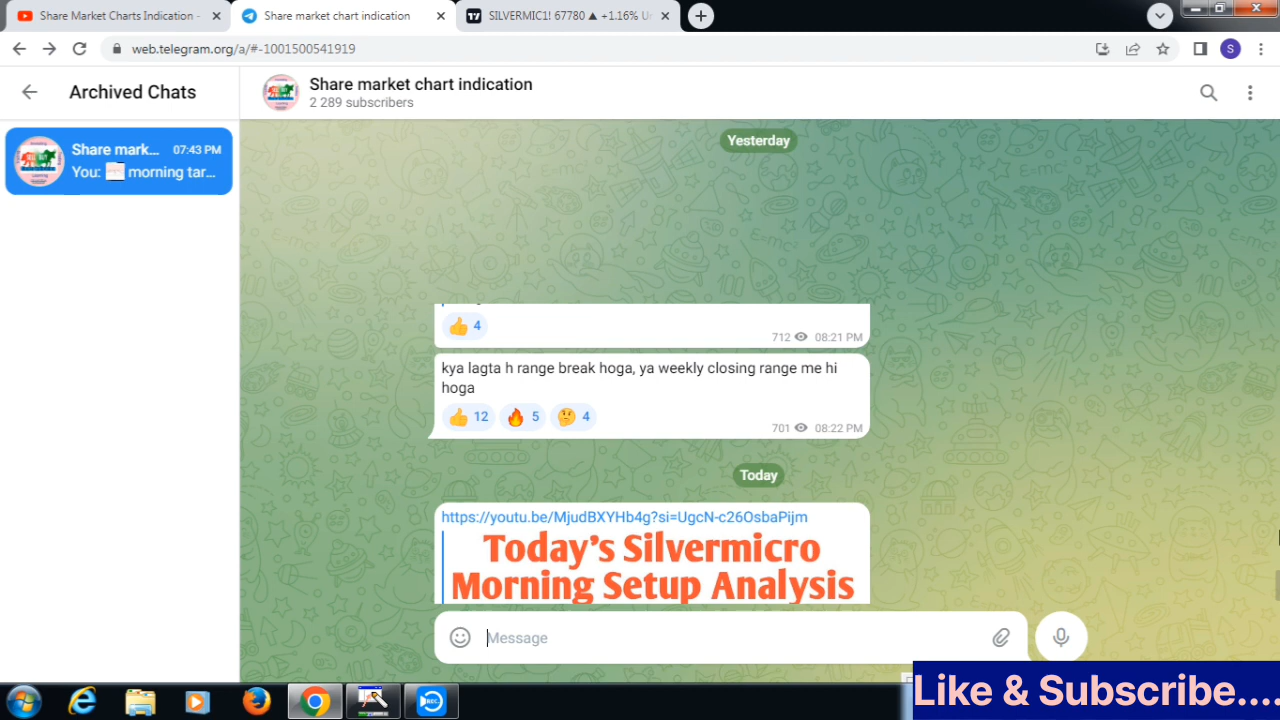 Share Market Charts Indication -
Share market chart indication
SILVERMIC1! 67780 ▲ +1.16%
web.telegram.org/a/#-1001500541919
S
Archived Chats
Share market chart indication
2 289 subscribers
Share mark... 07:43 PM
You: morning tar...
Yesterday
👍 4
712 08:21 PM
kya lagta h range break hoga, ya weekly closing range me hi
hoga
👍 12 🔥 5 🤔 4
701 08:22 PM
Today
https://youtu.be/MjudBXYHb4g?si=UgcN-c26OsbaPijm
Today's Silvermicro
Morning Setup Analysis
Message
REC
Like & Subscribe....